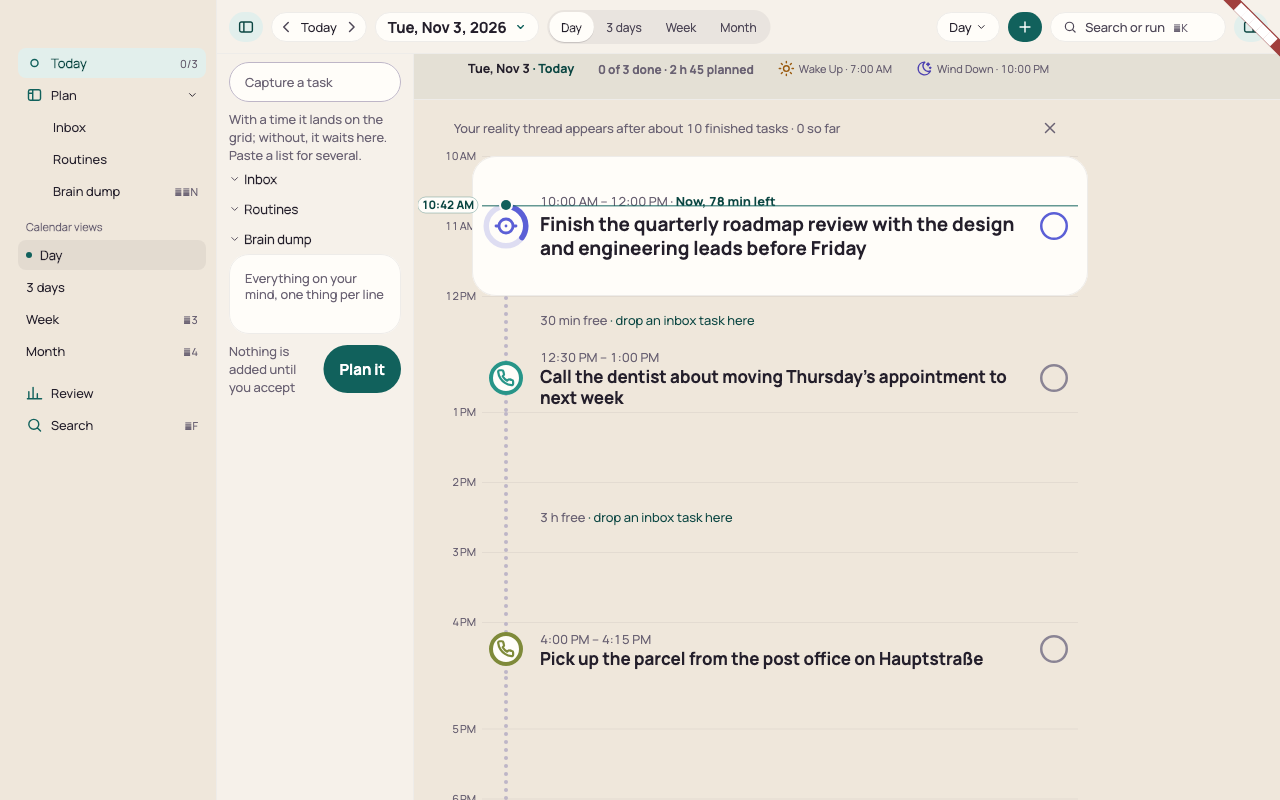 Today
Tue, Nov 3, 2026
Day
3 days
Week
Month
Day
Search or run
K
Today
0/3
Plan
Inbox
Routines
Brain dump
N
Calendar views
Day
3 days
Week
3
Month
4
Review
Search
F
Capture a task
With a time it lands on the
grid; without, it waits here.
Paste a list for several.
Inbox
Routines
Brain dump
Everything on your
mind, one thing per line
Nothing is
added until
you accept
Plan it
Tue, Nov 3 · Today
0 of 3 done · 2 h 45 planned
Wake Up · 7:00 AM
Wind Down · 10:00 PM
Your reality thread appears after about 10 finished tasks · 0 so far
10 AM
10:00 AM – 12:00 PM · Now, 78 min left
10:42 AM
11 AM
Finish the quarterly roadmap review with the design
and engineering leads before Friday
12 PM
30 min free · drop an inbox task here
12:30 PM – 1:00 PM
Call the dentist about moving Thursday's appointment to
next week
1 PM
2 PM
3 h free · drop an inbox task here
3 PM
4 PM
4:00 PM – 4:15 PM
Pick up the parcel from the post office on Hauptstraße
5 PM
6 PM